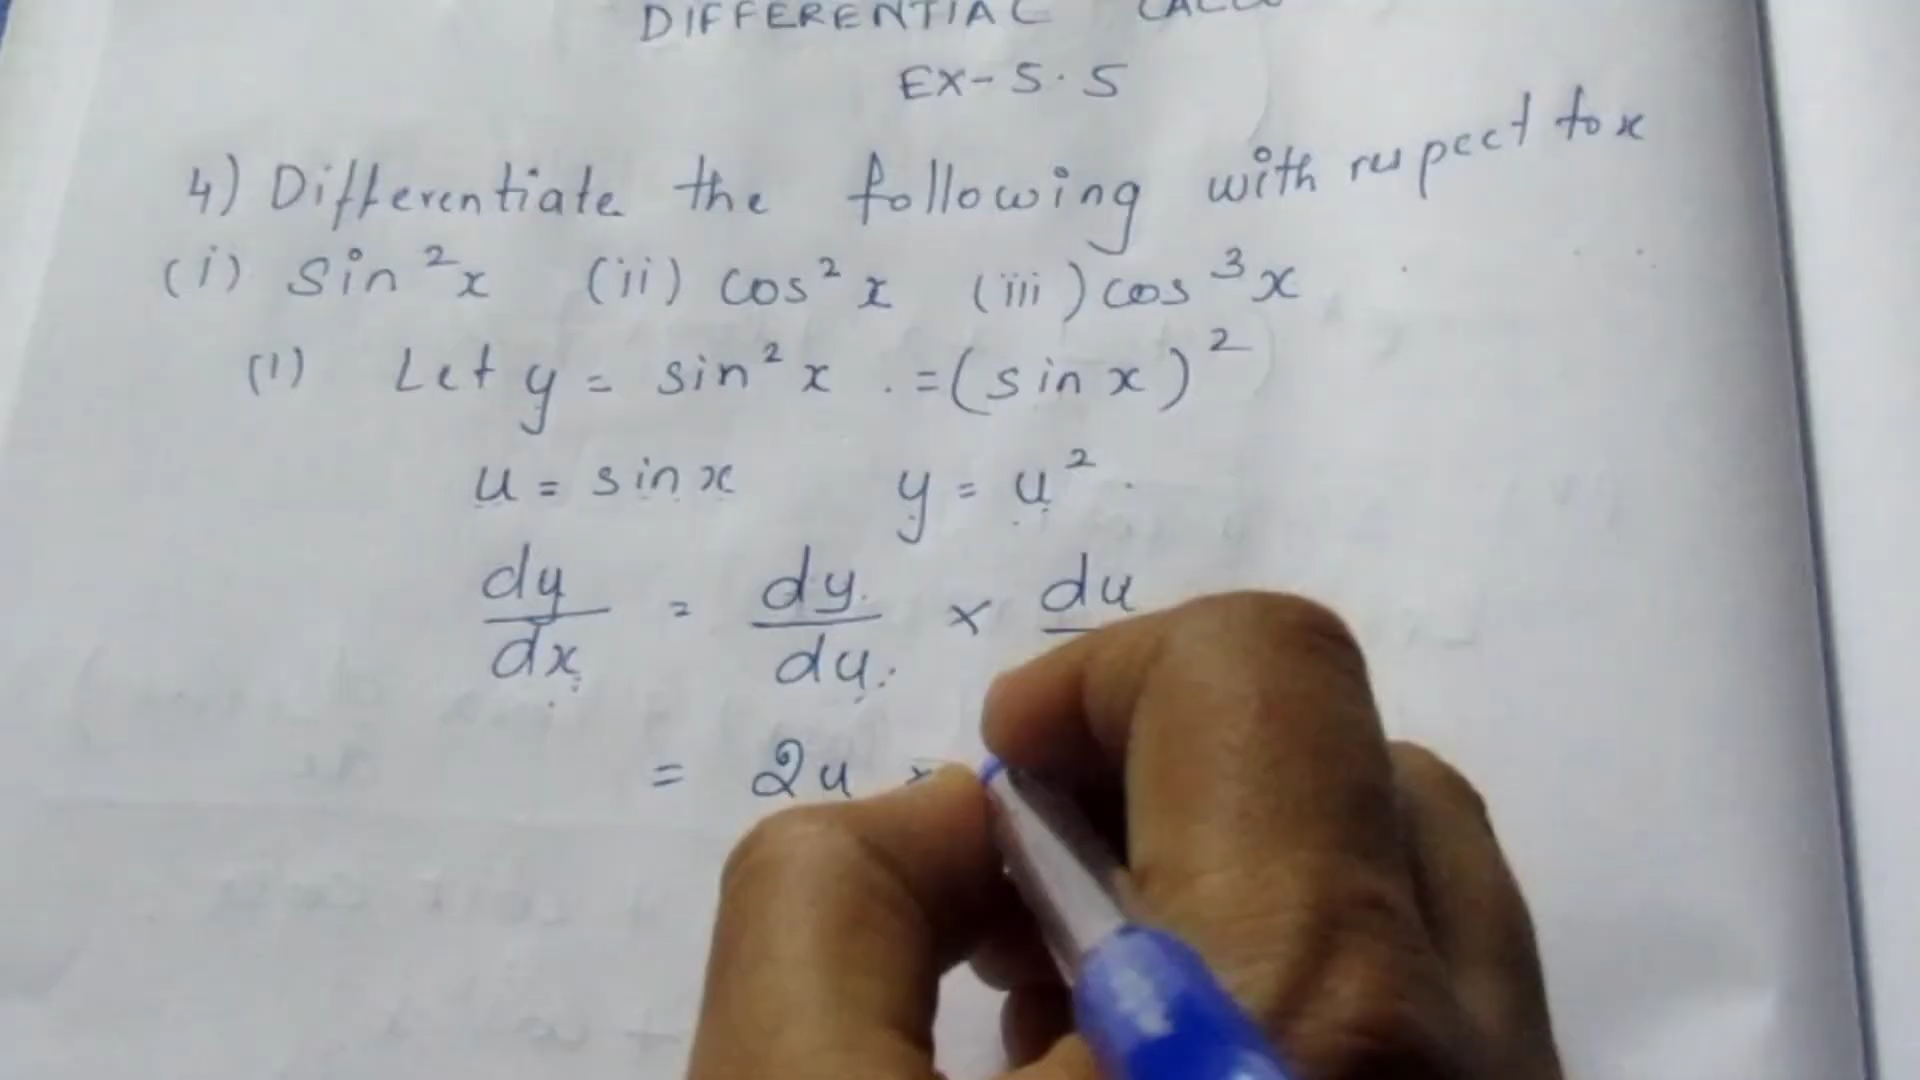 DIFFERENTIAL
EX-5.5
4) Differentiate the following with respect to x
(i) sin²x (ii) cos²x (iii) cos³x
(1) Let y = sin²x . = (sin x)²
u = sin x y = u² .
dy/dx = dy/du × du
= 2u ×